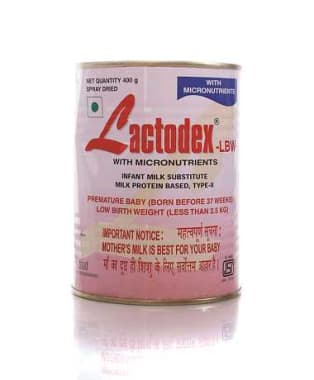 NET QUANTITY 400 g
SPRAY DRIED
WITH
MICRONUTRIENTS
Lactodex® -LBW
WITH MICRONUTRIENTS
INFANT MILK SUBSTITUTE
MILK PROTEIN BASED, TYPE-II
PREMATURE BABY (BORN BEFORE 37 WEEKS)
LOW BIRTH WEIGHT (LESS THAN 2.5 KG)
IMPORTANT NOTICE : महत्वपूर्ण सूचना :
MOTHER'S MILK IS BEST FOR YOUR BABY
माँ का दूध ही शिशु के लिए सर्वोत्तम आहार है।